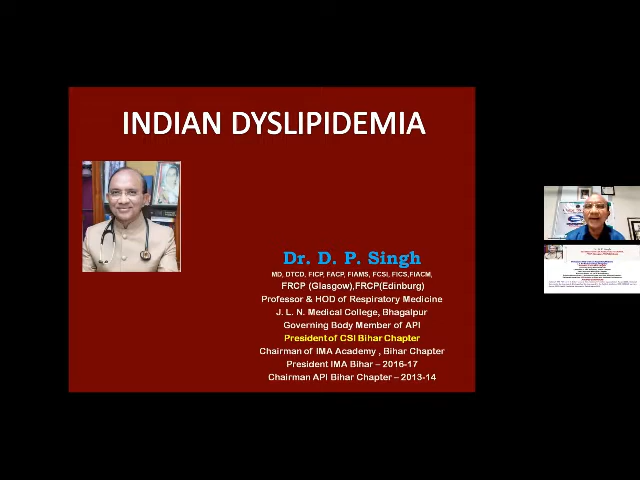 INDIAN DYSLIPIDEMIA
Dr. D. P. Singh
MD, DTCD, FICP, FACP, FIAMS, FCSI, FICS,FIACM,
FRCP (Glasgow),FRCP(Edinburg)
Professor & HOD of Respiratory Medicine
J. L. N. Medical College, Bhagalpur
Governing Body Member of API
President of CSI Bihar Chapter
Chairman of IMA Academy , Bihar Chapter
President IMA Bihar – 2016-17
Chairman API Bihar Chapter – 2013-14